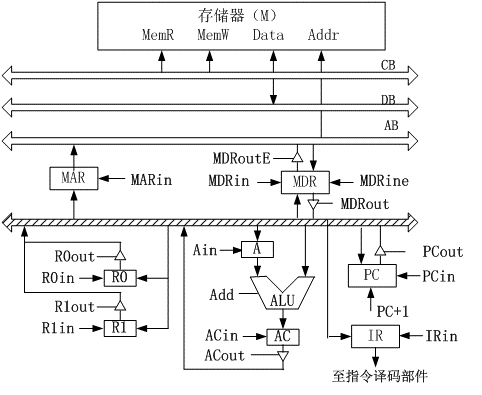 存储器（M）
MemR MemW Data Addr
CB
DB
AB
MDRoutE
MAR
MARin
MDRin
MDR
MDRine
MDRout
R0out
R0in
R0
R1out
R1in
R1
Ain
A
Add
ALU
ACin
AC
ACout
PCout
PC
PCin
PC+1
IR
IRin
至指令译码部件